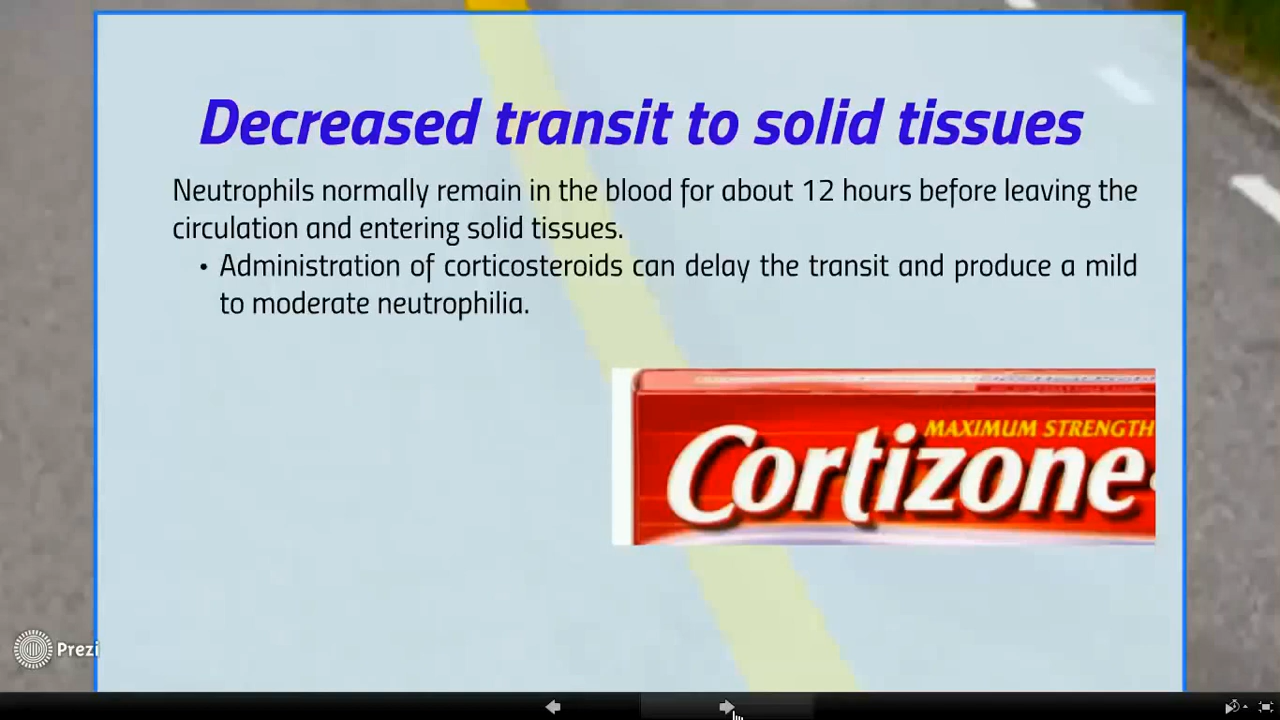 Decreased transit to solid tissues
Neutrophils normally remain in the blood for about 12 hours before leaving the
circulation and entering solid tissues.
• Administration of corticosteroids can delay the transit and produce a mild
to moderate neutrophilia.
MAXIMUM STRENGTH
Cortizone
Prezi